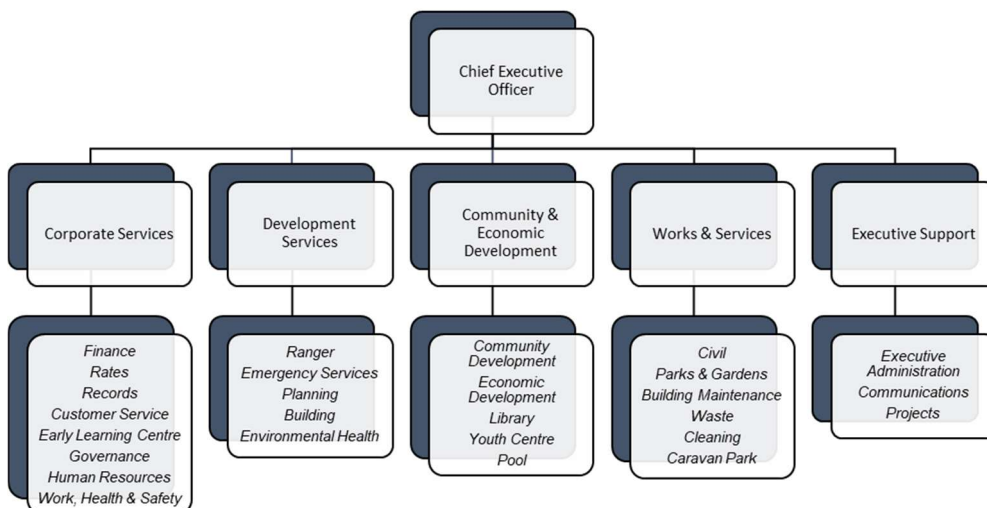 Chief Executive
Officer
Corporate Services
Development
Services
Community &
Economic
Development
Works & Services
Executive Support
Finance
Rates
Records
Customer Service
Early Learning Centre
Governance
Human Resources
Work, Health & Safety
Ranger
Emergency Services
Planning
Building
Environmental Health
Community
Development
Economic
Development
Library
Youth Centre
Pool
Civil
Parks & Gardens
Building Maintenance
Waste
Cleaning
Caravan Park
Executive
Administration
Communications
Projects